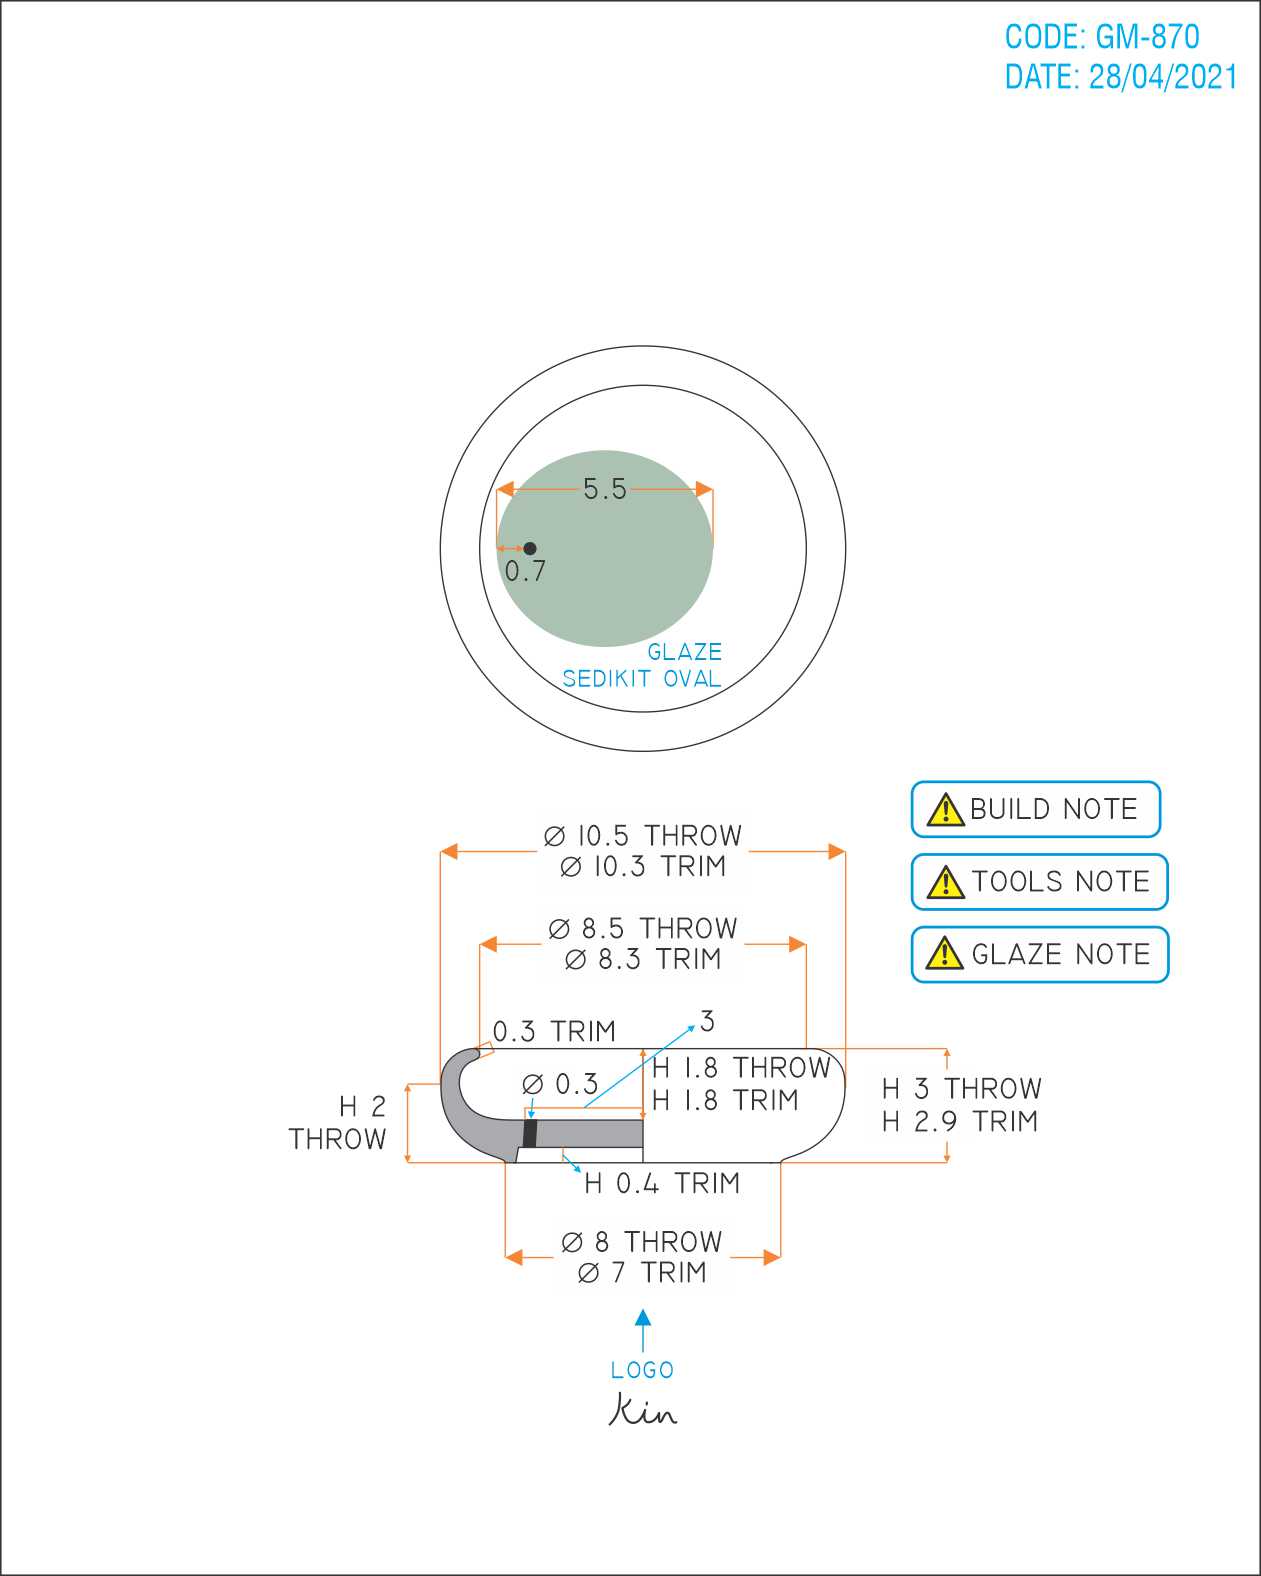 CODE: GM-870
DATE: 28/04/2021
5.5
0.7
GLAZE
SEDIKIT OVAL
BUILD NOTE
TOOLS NOTE
GLAZE NOTE
Ø 10.5 THROW
Ø 10.3 TRIM
Ø 8.5 THROW
Ø 8.3 TRIM
0.3 TRIM
3
Ø 0.3
H 1.8 THROW
H 1.8 TRIM
H 3 THROW
H 2.9 TRIM
H 2
THROW
H 0.4 TRIM
Ø 8 THROW
Ø 7 TRIM
LOGO
Kin